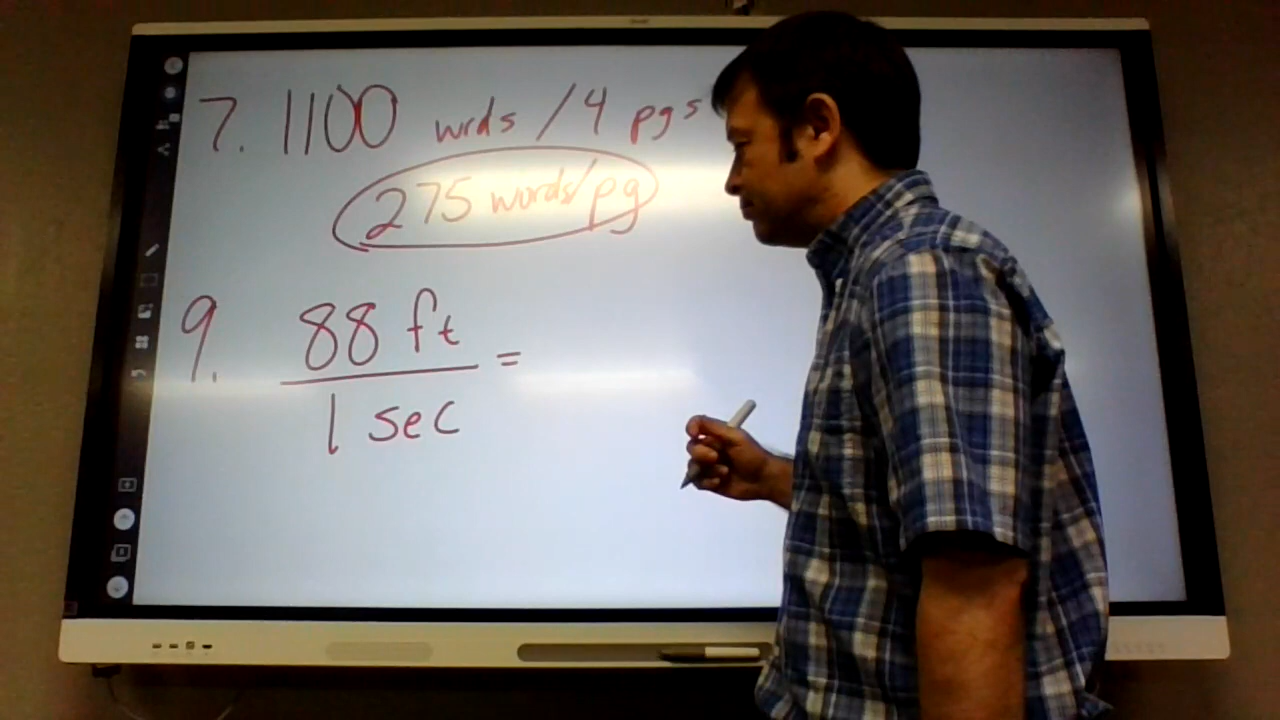 7. 1100 wrds / 4 pgs
275 words/pg
9. 88 ft =
1 sec